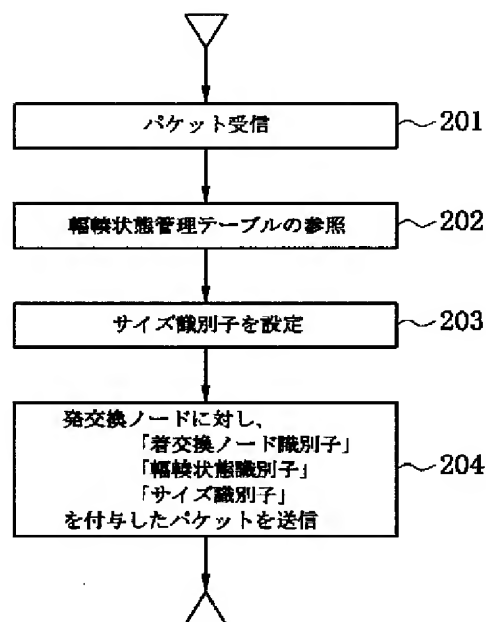 パケット受信
201
輻輳状態管理テーブルの参照
202
サイズ識別子を設定
203
発交換ノードに対し、
「着交換ノード識別子」
「輻輳状態識別子」
「サイズ識別子」
を付与したパケットを送信
204